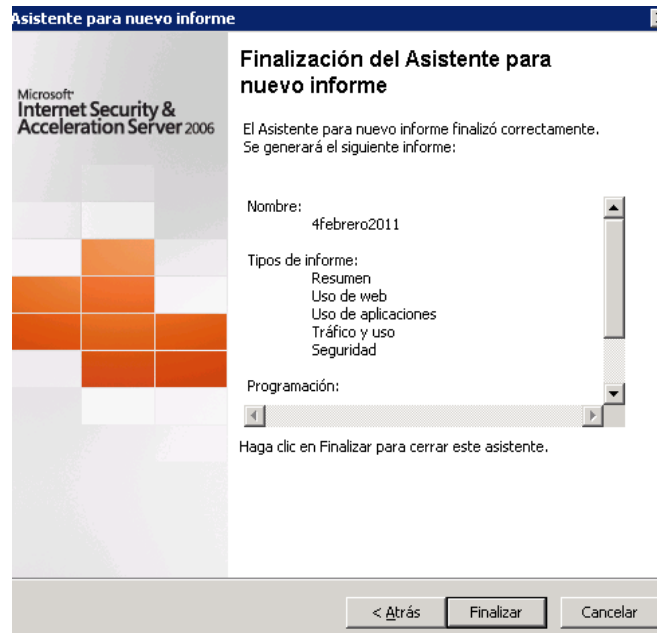 Asistente para nuevo informe
Microsoft
Internet Security &
Acceleration Server 2006
Finalización del Asistente para
nuevo informe
El Asistente para nuevo informe finalizó correctamente.
Se generará el siguiente informe:
Nombre:
4febrero2011
Tipos de informe:
Resumen
Uso de web
Uso de aplicaciones
Tráfico y uso
Seguridad
Programación:
Haga clic en Finalizar para cerrar este asistente.
< Atrás
Finalizar
Cancelar